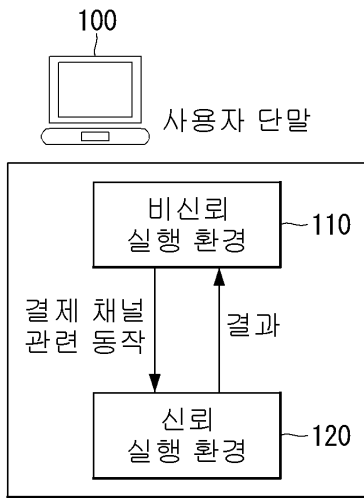 100
사용자 단말
비신뢰
실행 환경
110
결제 채널
관련 동작
결과
신뢰
실행 환경
120